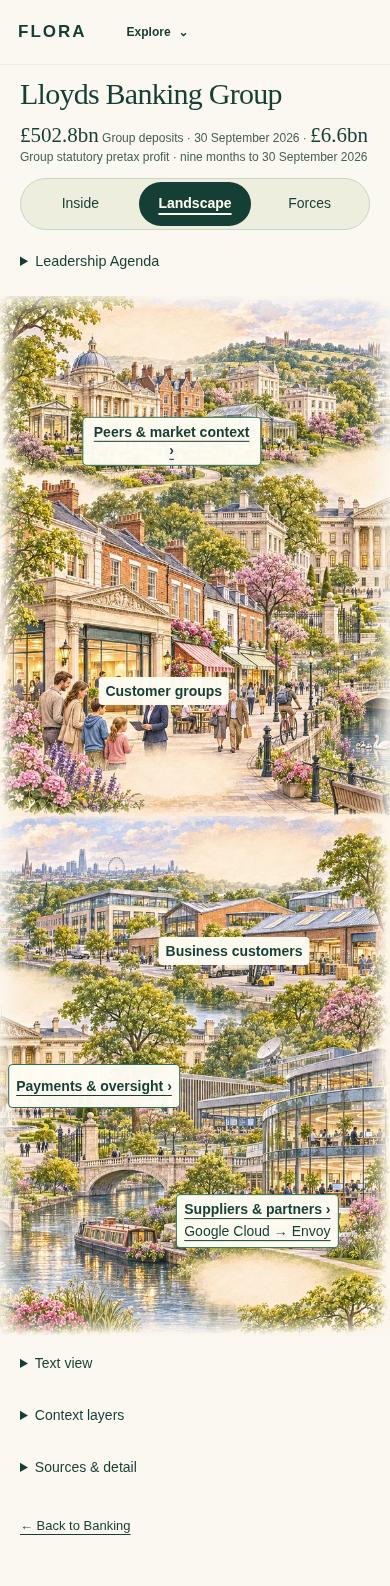 FLORA
Explore ⌄
Lloyds Banking Group
£502.8bn Group deposits · 30 September 2026 · £6.6bn
Group statutory pretax profit · nine months to 30 September 2026
Inside Landscape Forces
▶ Leadership Agenda
Peers & market context
›
Customer groups
Business customers
Payments & oversight ›
Suppliers & partners ›
Google Cloud → Envoy
▶ Text view
▶ Context layers
▶ Sources & detail
← Back to Banking